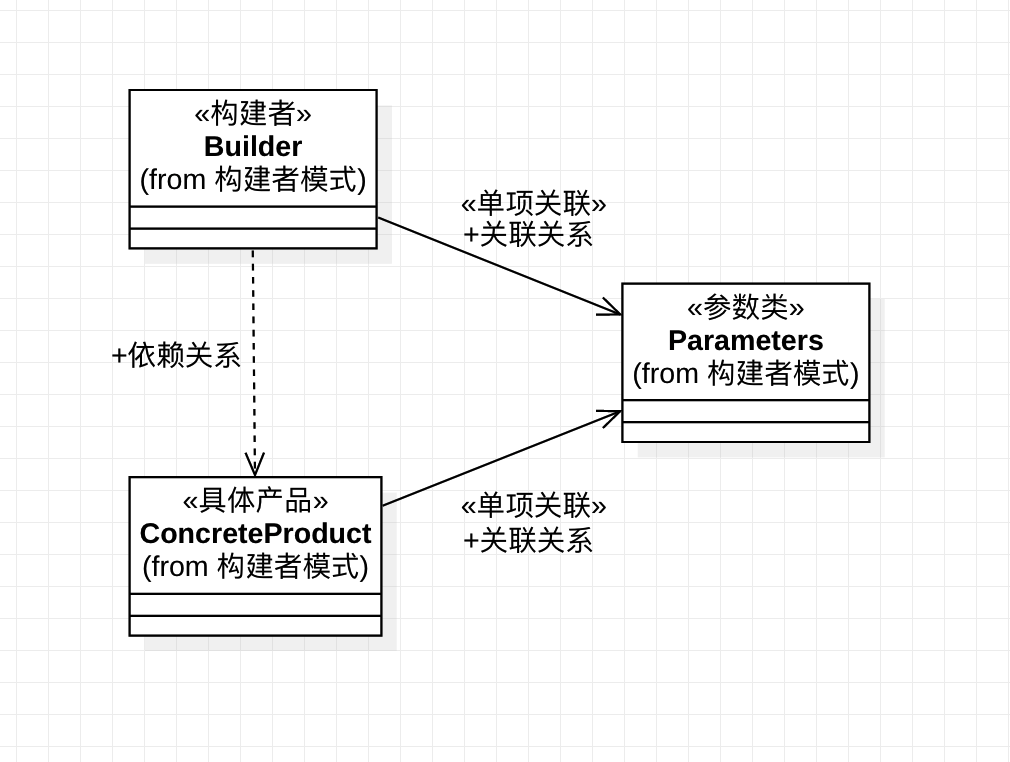 «构建者»
Builder
(from 构建者模式)
«单项关联»
+关联关系
«参数类»
Parameters
(from 构建者模式)
+依赖关系
«具体产品»
ConcreteProduct
(from 构建者模式)
«单项关联»
+关联关系